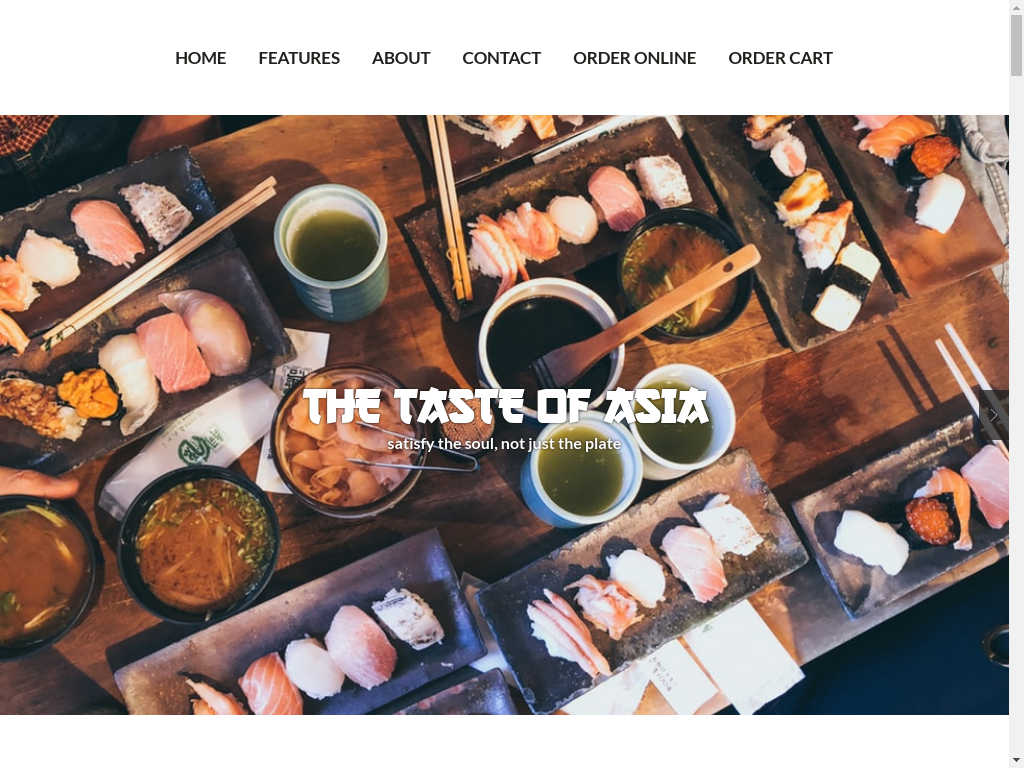 HOME FEATURES ABOUT CONTACT ORDER ONLINE ORDER CART
THE TASTE OF ASIA
satisfy the soul, not just the plate